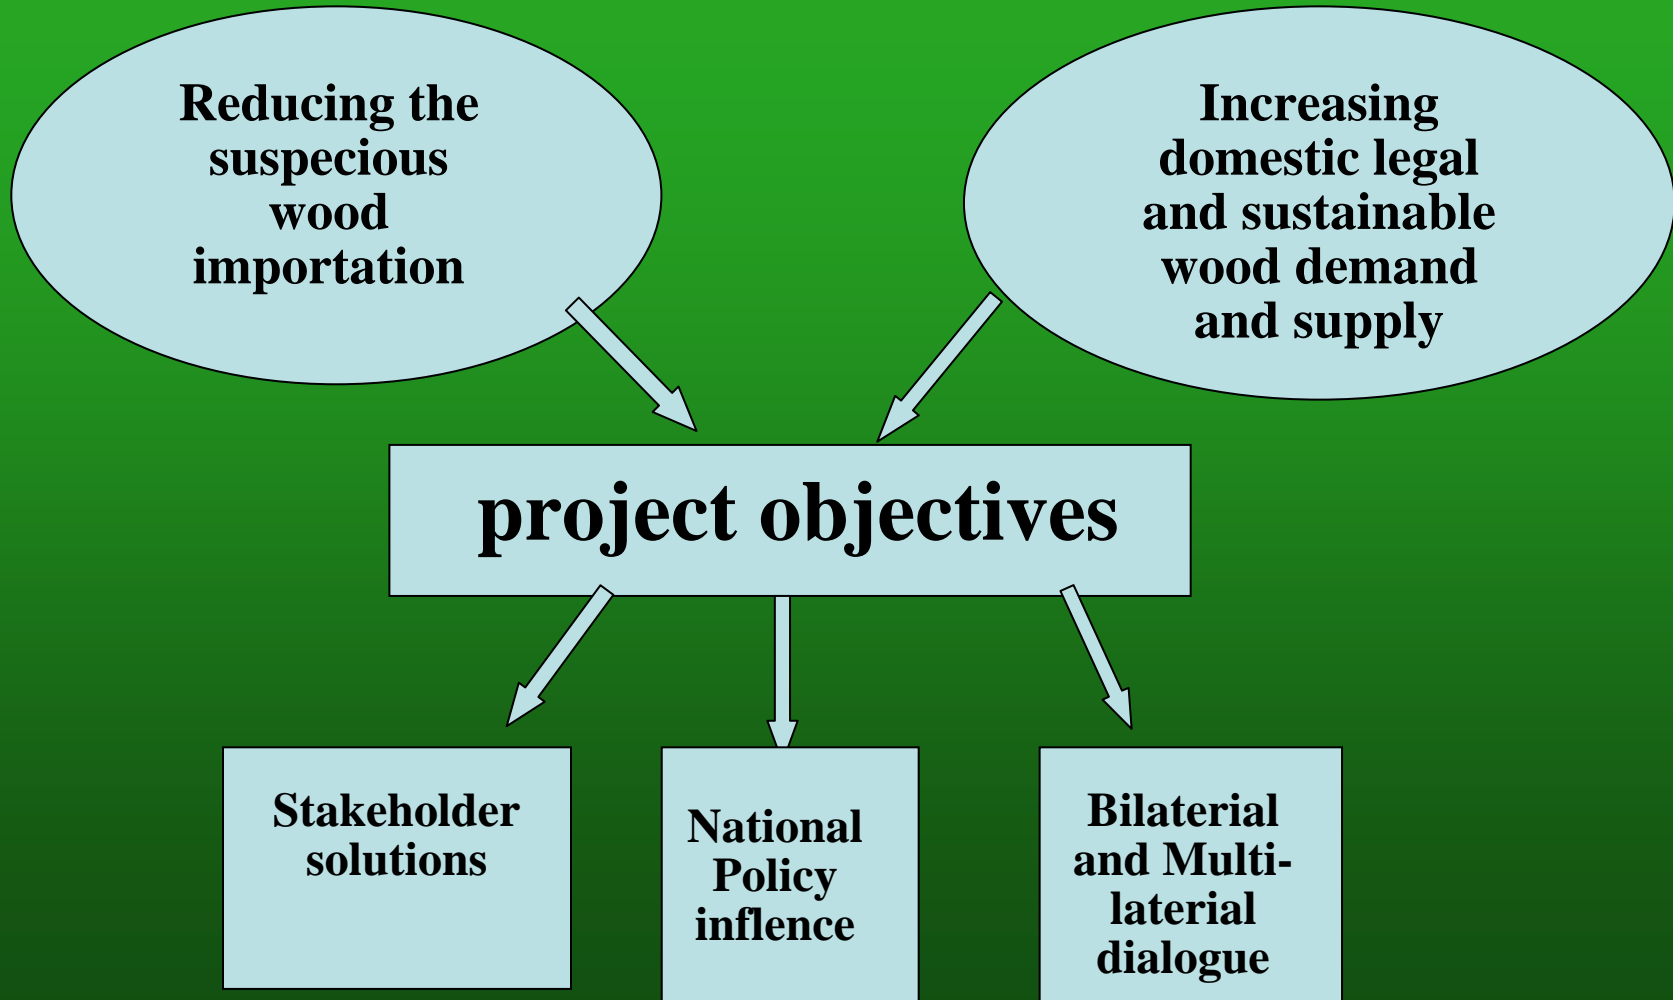 Reducing the
suspecious
wood
importation
Increasing
domestic legal
and sustainable
wood demand
and supply
project objectives
Stakeholder
solutions
National
Policy
inflence
Bilaterial
and Multi-
laterial
dialogue